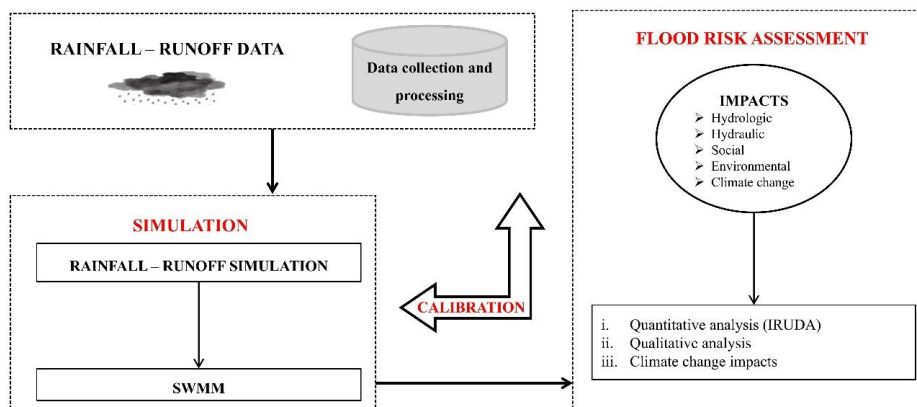 RAINFALL – RUNOFF DATA
Data collection and
processing
SIMULATION
RAINFALL – RUNOFF SIMULATION
SWMM
CALIBRATION
FLOOD RISK ASSESSMENT
IMPACTS
➢ Hydrologic
➢ Hydraulic
➢ Social
➢ Environmental
➢ Climate change
i. Quantitative analysis (IRUDA)
ii. Qualitative analysis
iii. Climate change impacts